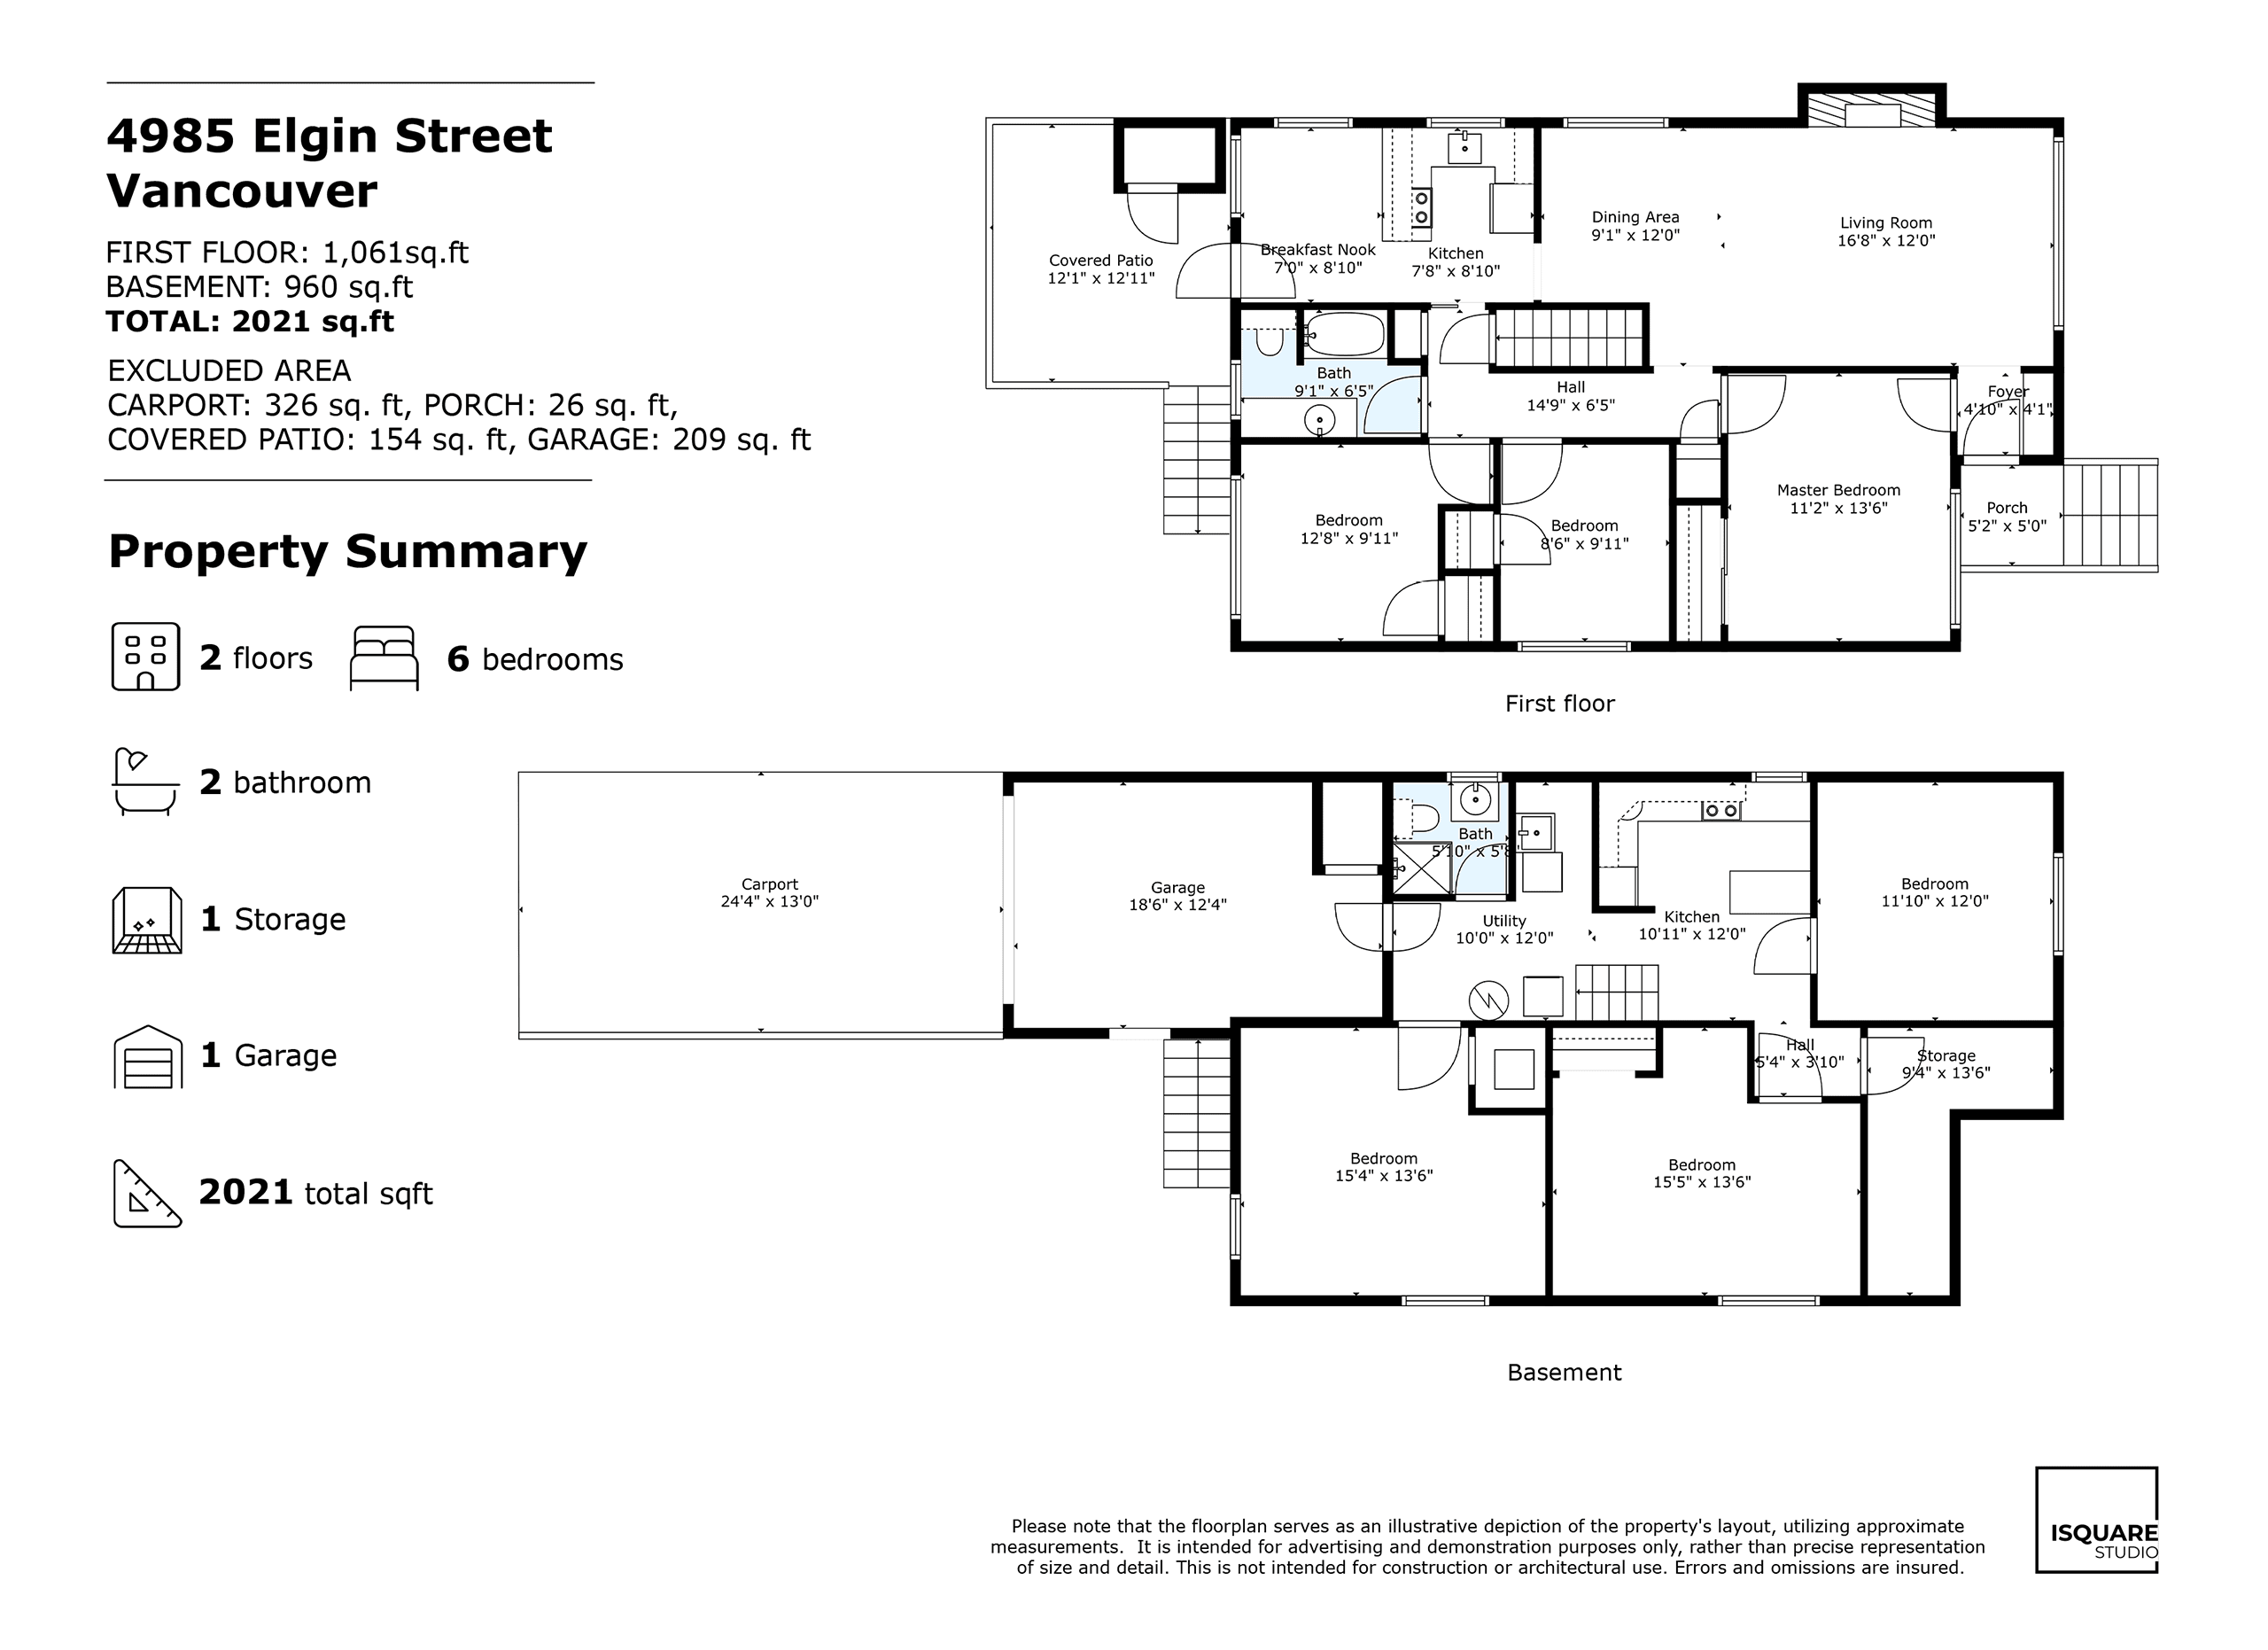 4985 Elgin Street
Vancouver
FIRST FLOOR: 1,061sq.ft
BASEMENT: 960 sq.ft
TOTAL: 2021 sq.ft
EXCLUDED AREA
CARPORT: 326 sq. ft, PORCH: 26 sq. ft,
COVERED PATIO: 154 sq. ft, GARAGE: 209 sq. ft
Property Summary
2 floors
6 bedrooms
2 bathroom
1 Storage
1 Garage
2021 total sqft
Covered Patio
12'1" x 12'11"
Breakfast Nook
7'0" x 8'10"
Kitchen
7'8" x 8'10"
Dining Area
9'1" x 12'0"
Living Room
16'8" x 12'0"
Bath
9'1" x 6'5"
Hall
14'9" x 6'5"
Foyer
4'10" x 4'1"
Bedroom
12'8" x 9'11"
Bedroom
8'6" x 9'11"
Master Bedroom
11'2" x 13'6"
Porch
5'2" x 5'0"
First floor
Carport
24'4" x 13'0"
Garage
18'6" x 12'4"
Bath
5'10" x 5'8"
Utility
10'0" x 12'0"
Kitchen
10'11" x 12'0"
Bedroom
11'10" x 12'0"
Hall
5'4" x 3'10"
Storage
9'4" x 13'6"
Bedroom
15'4" x 13'6"
Bedroom
15'5" x 13'6"
Basement
Please note that the floorplan serves as an illustrative depiction of the property's layout, utilizing approximate
measurements.  It is intended for advertising and demonstration purposes only, rather than precise representation
of size and detail. This is not intended for construction or architectural use. Errors and omissions are insured.
ISQUARE
STUDIO